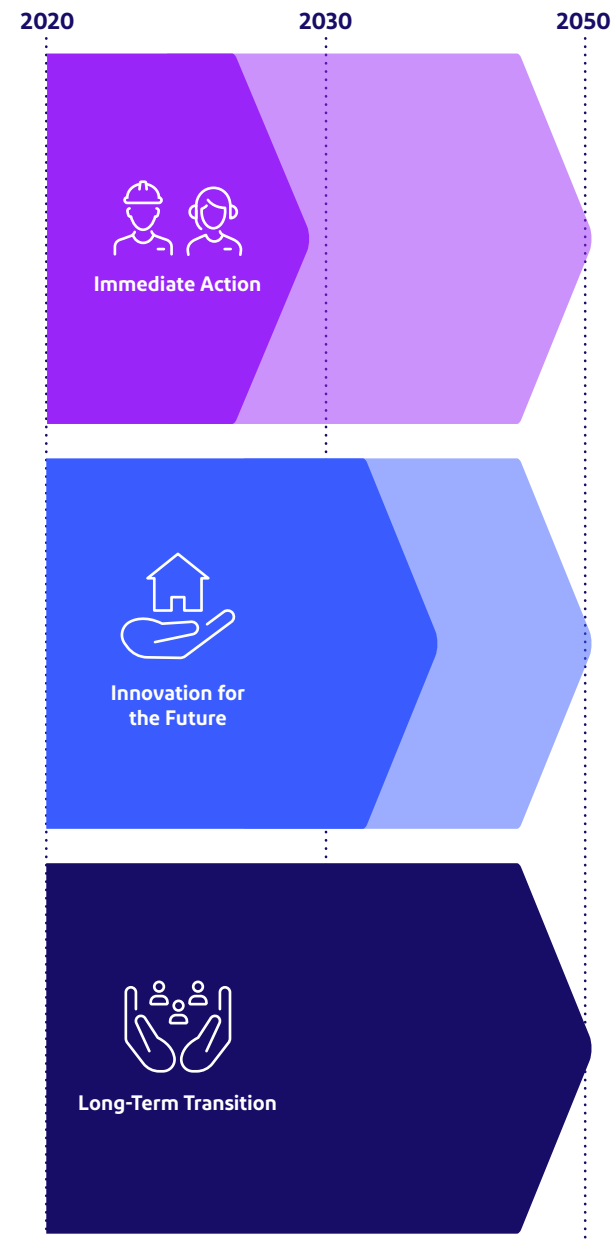 2020
2030
2050
Immediate Action
Innovation for
the Future
Long-Term Transition